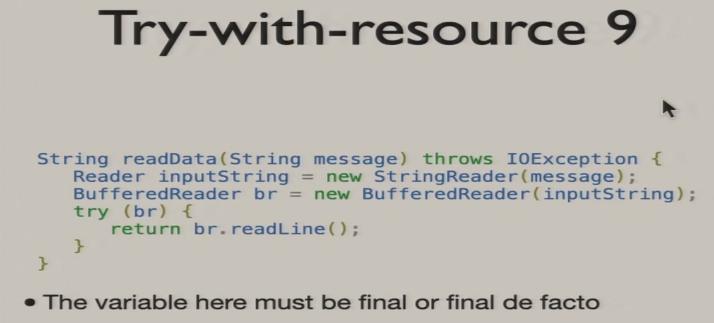 Try-with-resource 9
String readData(String message) throws IOException {
Reader inputString = new StringReader(message);
BufferedReader br = new BufferedReader(inputString);
try (br) {
return br.readLine();
}
}
• The variable here must be final or final de facto